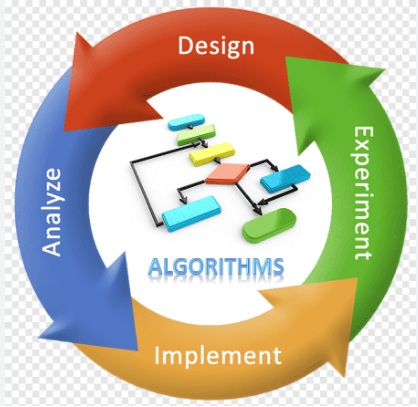 Design
Analyze
Experiment
ALGORITHMS
Implement